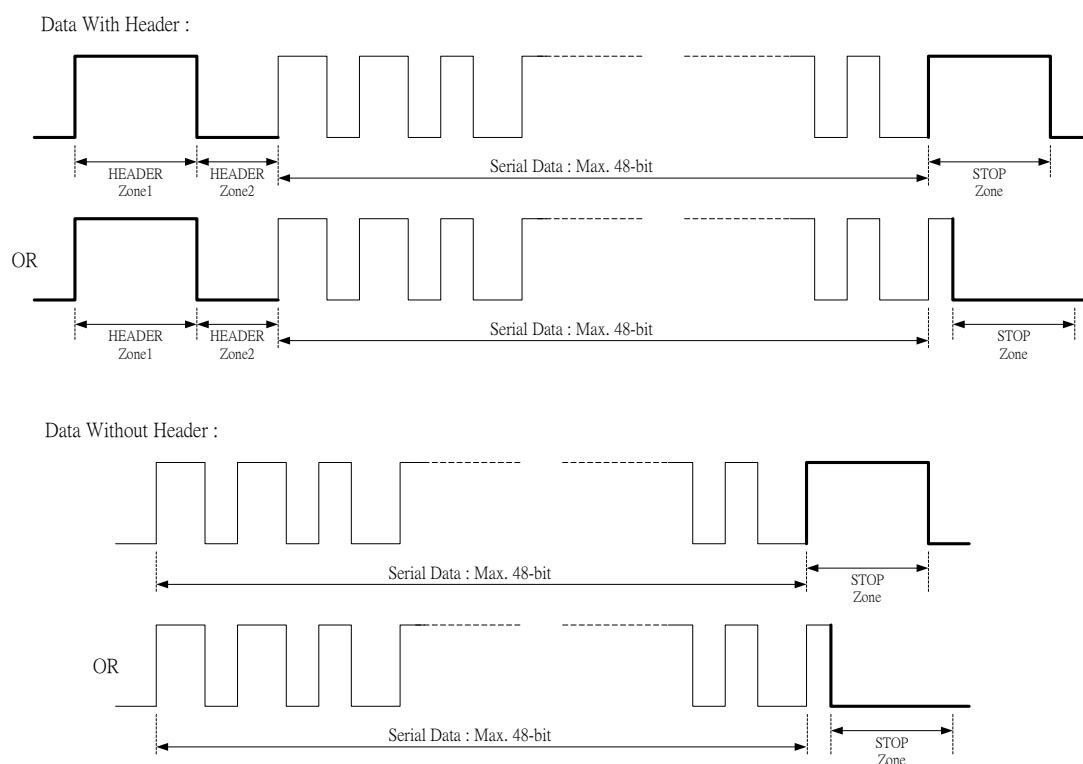 Data With Header :
HEADER
Zone1
HEADER
Zone2
Serial Data : Max. 48-bit
STOP
Zone
OR
HEADER
Zone1
HEADER
Zone2
Serial Data : Max. 48-bit
STOP
Zone
Data Without Header :
Serial Data : Max. 48-bit
STOP
Zone
OR
Serial Data : Max. 48-bit
STOP
Zone